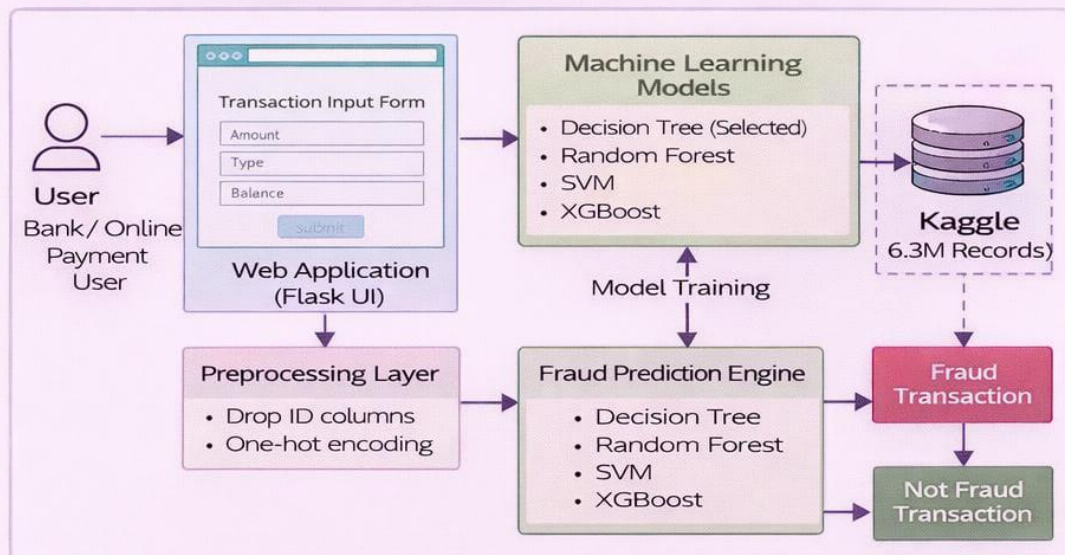 User
Bank / Online
Payment
User
Transaction Input Form
Amount
Type
Balance
Submit
Web Application
(Flask UI)
Machine Learning
Models
• Decision Tree (Selected)
• Random Forest
• SVM
• XGBoost
Kaggle
6.3M Records)
Model Training
Preprocessing Layer
• Drop ID columns
• One-hot encoding
Fraud Prediction Engine
• Decision Tree
• Random Forest
• SVM
• XGBoost
Fraud
Transaction
Not Fraud
Transaction